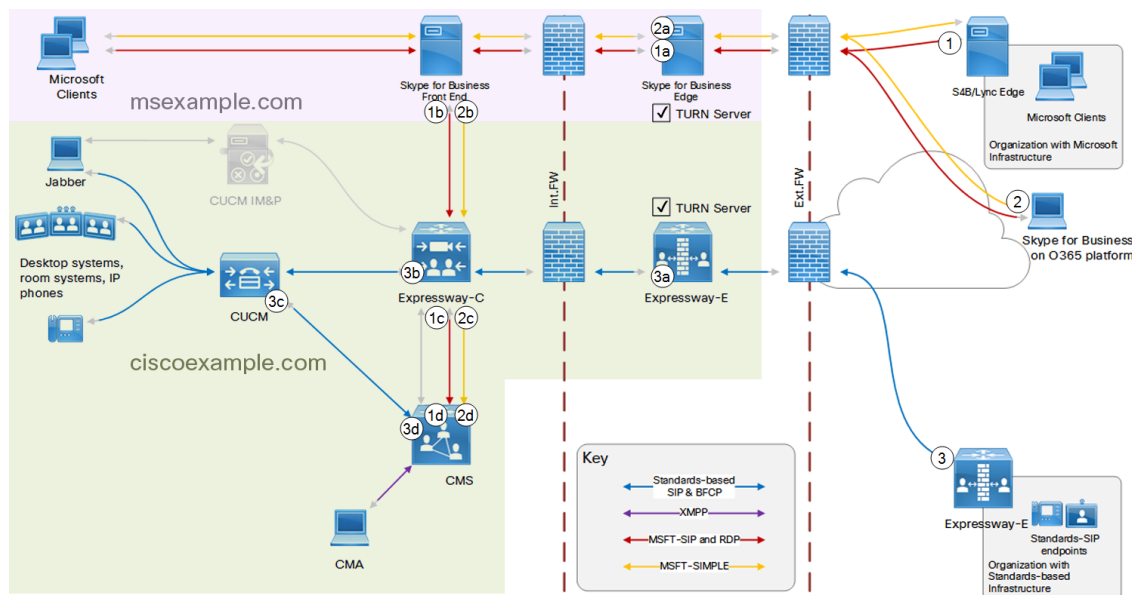 2a
1a
1
Microsoft
Clients
Skype for Business
Front End
Skype for Business
Edge
S4B/Lync Edge
msexample.com
1b
2b
TURN Server
Microsoft Clients
Organization with Microsoft
Infrastructure
Jabber
CUCM IM&P
Int.FW
Ext.FW
TURN Server
2
Skype for Business
on O365 platform
Desktop systems,
room systems, IP
phones
3b
3a
Expressway-C
Expressway-E
3c
CUCM
1c
2c
ciscoexample.com
1d
2d
3d
CMS
CMA
Key
Standards-based
SIP & BFCP
XMPP
MSFT-SIP and RDP
MSFT-SIMPLE
3
Expressway-E
Standards-SIP
endpoints
Organization with
Standards-based
Infrastructure